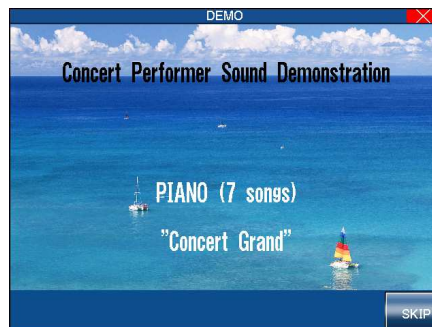 DEMO
Concert Performer Sound Demonstration
PIANO (7 songs)
"Concert Grand"
SKIP